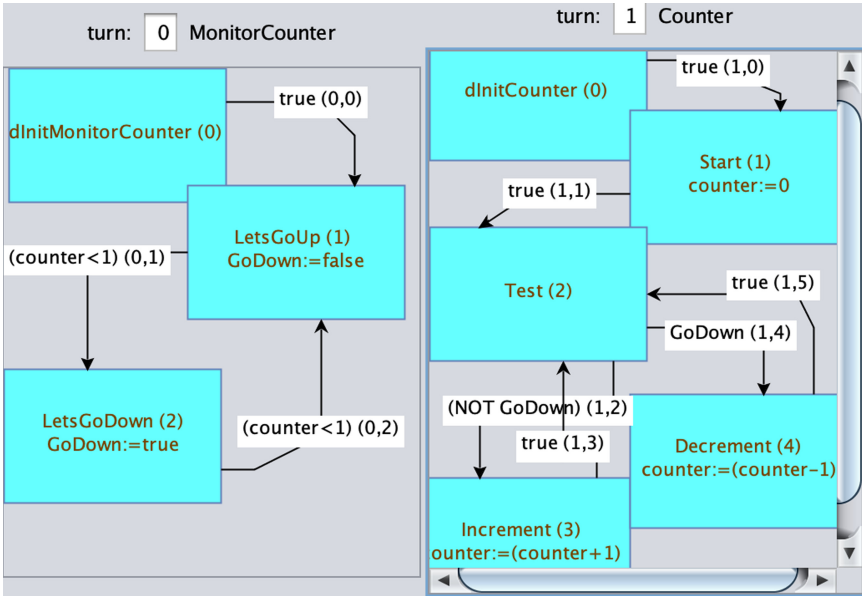 turn: 0 MonitorCounter
dInitMonitorCounter (0)
true (0,0)
LetsGoUp (1)
GoDown:=false
(counter<1) (0,1)
LetsGoDown (2)
GoDown:=true
(counter<1) (0,2)
turn: 1 Counter
dInitCounter (0)
true (1,0)
Start (1)
counter:=0
true (1,1)
Test (2)
true (1,5)
GoDown (1,4)
(NOT GoDown) (1,2)
true (1,3)
Decrement (4)
counter:=(counter-1)
Increment (3)
ounter:=(counter+1)